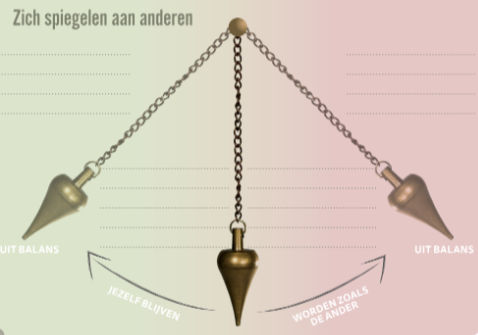 Zich spiegelen aan anderen
UIT BALANS
UIT BALANS
JEZELF BLIJVEN
WORDEN ZOALS
DE ANDER